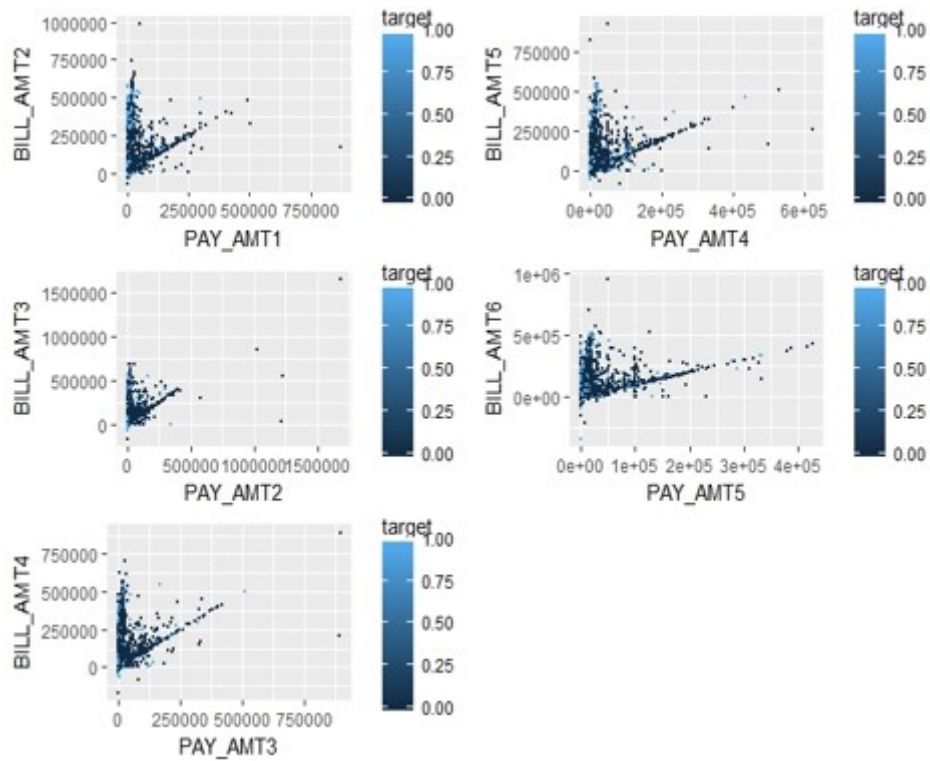 target
1000000
750000
500000
250000
0
BILL_AMT2
0 250000 500000 750000
PAY_AMT1
1.00
0.75
0.50
0.25
0.00
target
750000
500000
250000
0
BILL_AMT5
0e+00 2e+05 4e+05 6e+05
PAY_AMT4
1.00
0.75
0.50
0.25
0.00
target
1500000
1000000
500000
0
BILL_AMT3
0 500000 1000000 1500000
PAY_AMT2
1.00
0.75
0.50
0.25
0.00
target
1e+06
5e+05
0e+00
BILL_AMT6
0e+00 1e+05 2e+05 3e+05 4e+05
PAY_AMT5
1.00
0.75
0.50
0.25
0.00
target
750000
500000
250000
0
BILL_AMT4
0 250000 500000 750000
PAY_AMT3
1.00
0.75
0.50
0.25
0.00